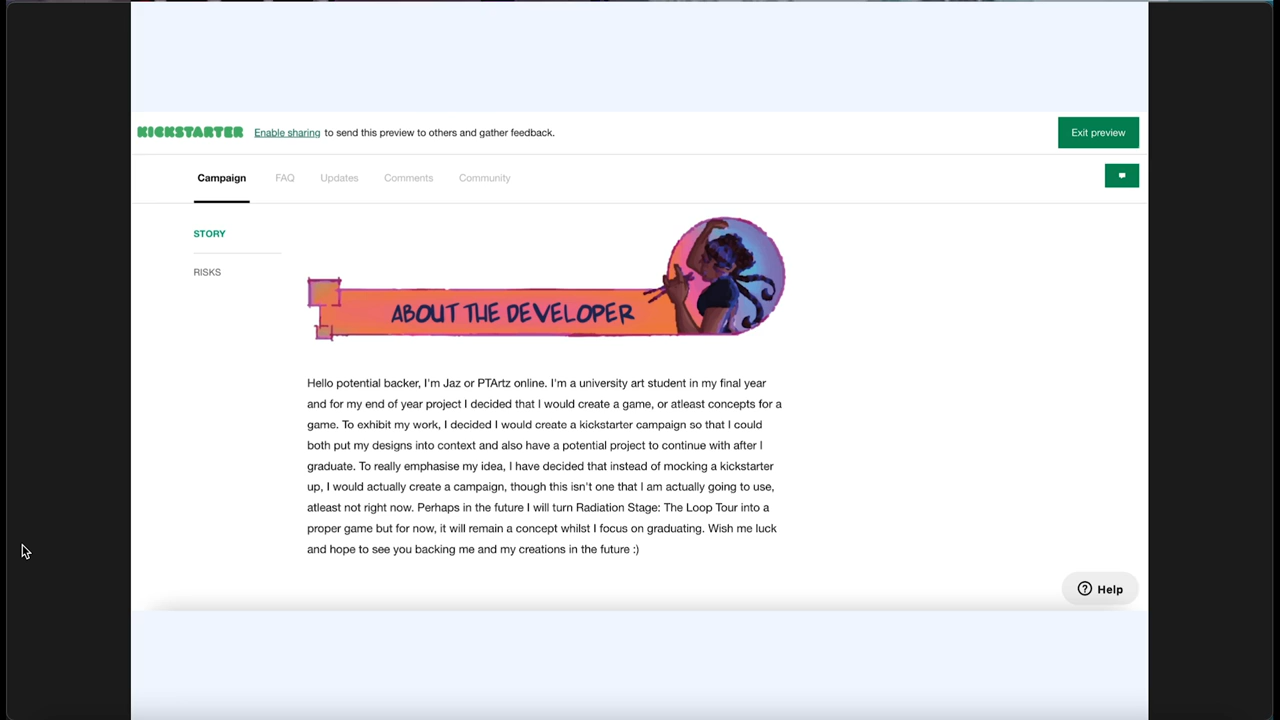 KICKSTARTER Enable sharing to send this preview to others and gather feedback. Exit preview
Campaign FAQ Updates Comments Community
STORY
RISKS
ABOUT THE DEVELOPER
Hello potential backer, I'm Jaz or PTArtz online. I'm a university art student in my final year
and for my end of year project I decided that I would create a game, or atleast concepts for a
game. To exhibit my work, I decided I would create a kickstarter campaign so that I could
both put my designs into context and also have a potential project to continue with after I
graduate. To really emphasise my idea, I have decided that instead of mocking a kickstarter
up, I would actually create a campaign, though this isn't one that I am actually going to use,
atleast not right now. Perhaps in the future I will turn Radiation Stage: The Loop Tour into a
proper game but for now, it will remain a concept whilst I focus on graduating. Wish me luck
and hope to see you backing me and my creations in the future :)
Help